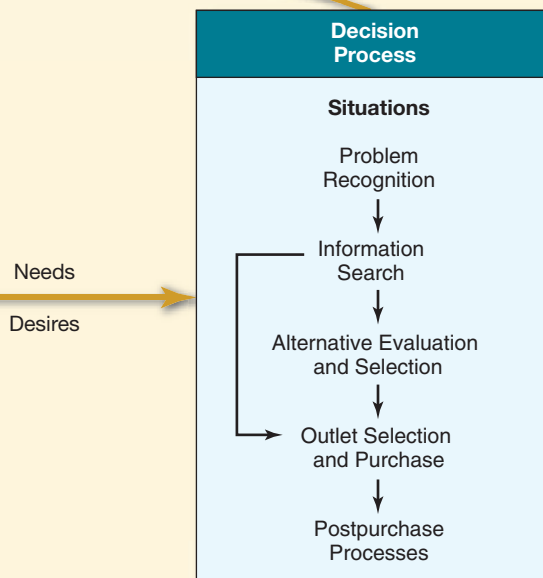 Decision
Process
Situations
Problem
Recognition
Information
Search
Needs
Desires
Alternative Evaluation
and Selection
Outlet Selection
and Purchase
Postpurchase
Processes